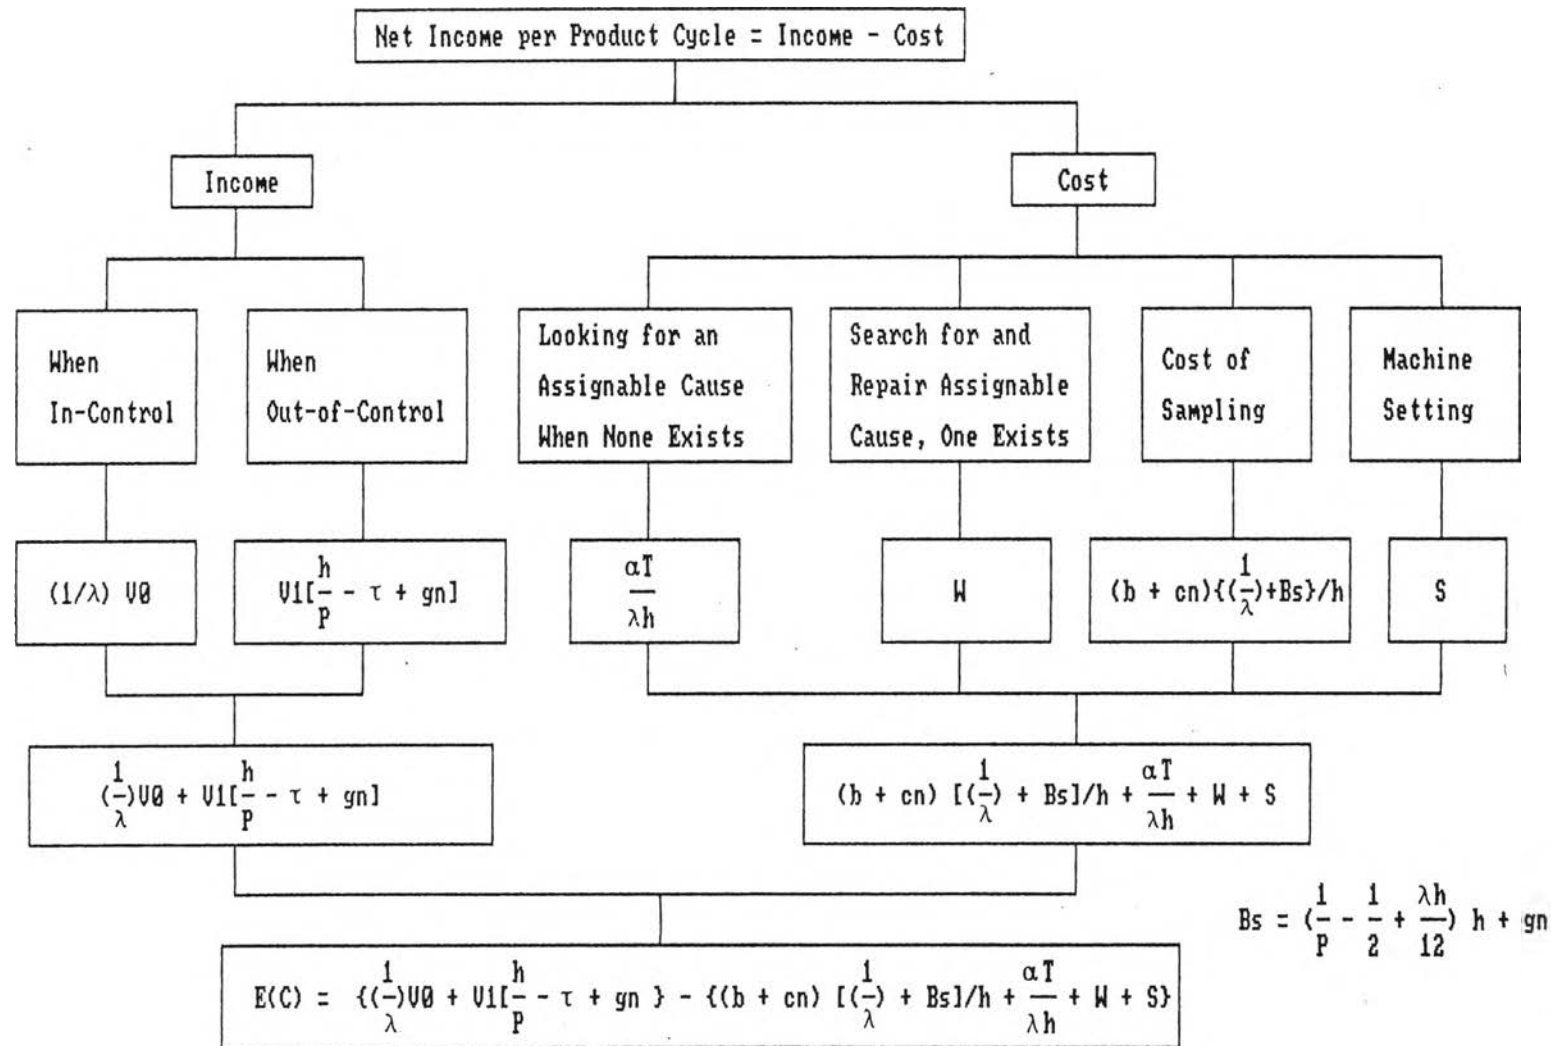 Net Income per Product Cycle = Income - Cost
Income
Cost
When
In-Control
When
Out-of-Control
Looking for an
Assignable Cause
When None Exists
Search for and
Repair Assignable
Cause, One Exists
Cost of
Sampling
Machine
Setting
(1/λ) V0
V1[h/P - τ + gn]
αT/λh
W
(b + cn){(1/λ)+Bs}/h
S
(1/λ)V0 + V1[h/P - τ + gn]
(b + cn) [(1/λ) + Bs]/h + αT/λh + W + S
Bs = (1/P - 1/2 + λh/12) h + gn
E(C) = {(1/λ)V0 + V1[h/P - τ + gn } - {(b + cn) [(1/λ) + Bs]/h + αT/λh + W + S}